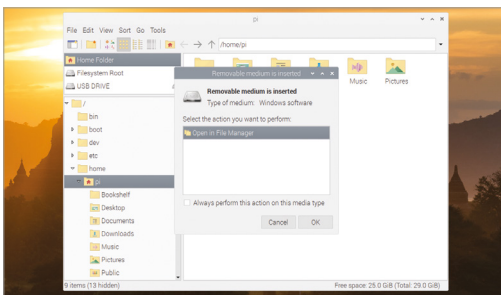 pi
File Edit View Sort Go Tools
/home/pi
Home Folder
Filesystem Root
USB DRIVE
/
bin
boot
dev
etc
home
pi
Bookshelf
Desktop
Documents
Downloads
Music
Pictures
Public
Music
Pictures
Removable medium is inserted
Removable medium is inserted
Type of medium: Windows software
Select the action you want to perform:
Open in File Manager
Always perform this action on this media type
Cancel
OK
9 items (13 hidden)
Free space: 25.0 GiB (Total: 29.0 GiB)